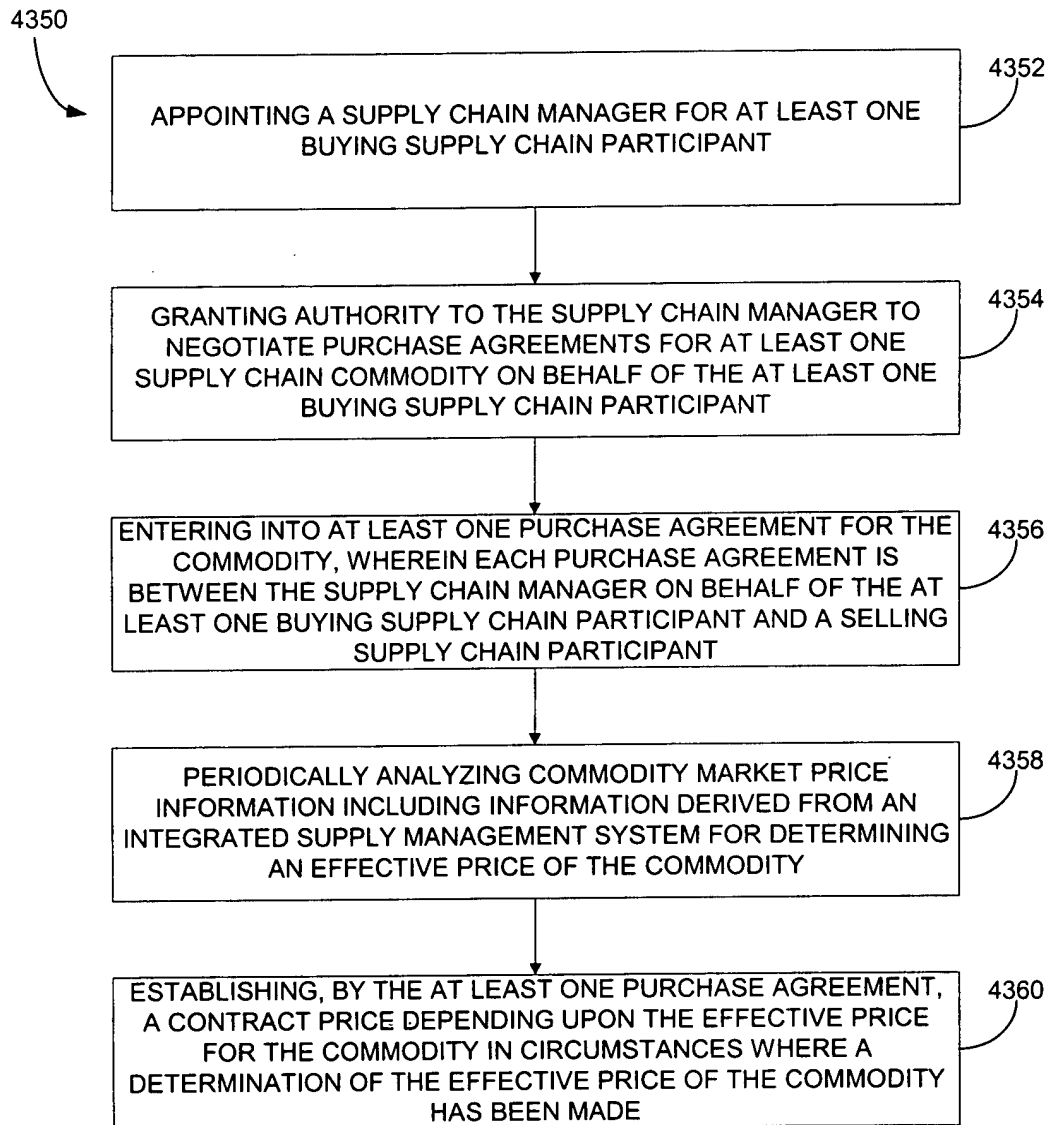 4350
4352
APPOINTING A SUPPLY CHAIN MANAGER FOR AT LEAST ONE
BUYING SUPPLY CHAIN PARTICIPANT
4354
GRANTING AUTHORITY TO THE SUPPLY CHAIN MANAGER TO
NEGOTIATE PURCHASE AGREEMENTS FOR AT LEAST ONE
SUPPLY CHAIN COMMODITY ON BEHALF OF THE AT LEAST ONE
BUYING SUPPLY CHAIN PARTICIPANT
4356
ENTERING INTO AT LEAST ONE PURCHASE AGREEMENT FOR THE
COMMODITY, WHEREIN EACH PURCHASE AGREEMENT IS
BETWEEN THE SUPPLY CHAIN MANAGER ON BEHALF OF THE AT
LEAST ONE BUYING SUPPLY CHAIN PARTICIPANT AND A SELLING
SUPPLY CHAIN PARTICIPANT
4358
PERIODICALLY ANALYZING COMMODITY MARKET PRICE
INFORMATION INCLUDING INFORMATION DERIVED FROM AN
INTEGRATED SUPPLY MANAGEMENT SYSTEM FOR DETERMINING
AN EFFECTIVE PRICE OF THE COMMODITY
4360
ESTABLISHING, BY THE AT LEAST ONE PURCHASE AGREEMENT,
A CONTRACT PRICE DEPENDING UPON THE EFFECTIVE PRICE
FOR THE COMMODITY IN CIRCUMSTANCES WHERE A
DETERMINATION OF THE EFFECTIVE PRICE OF THE COMMODITY
HAS BEEN MADE